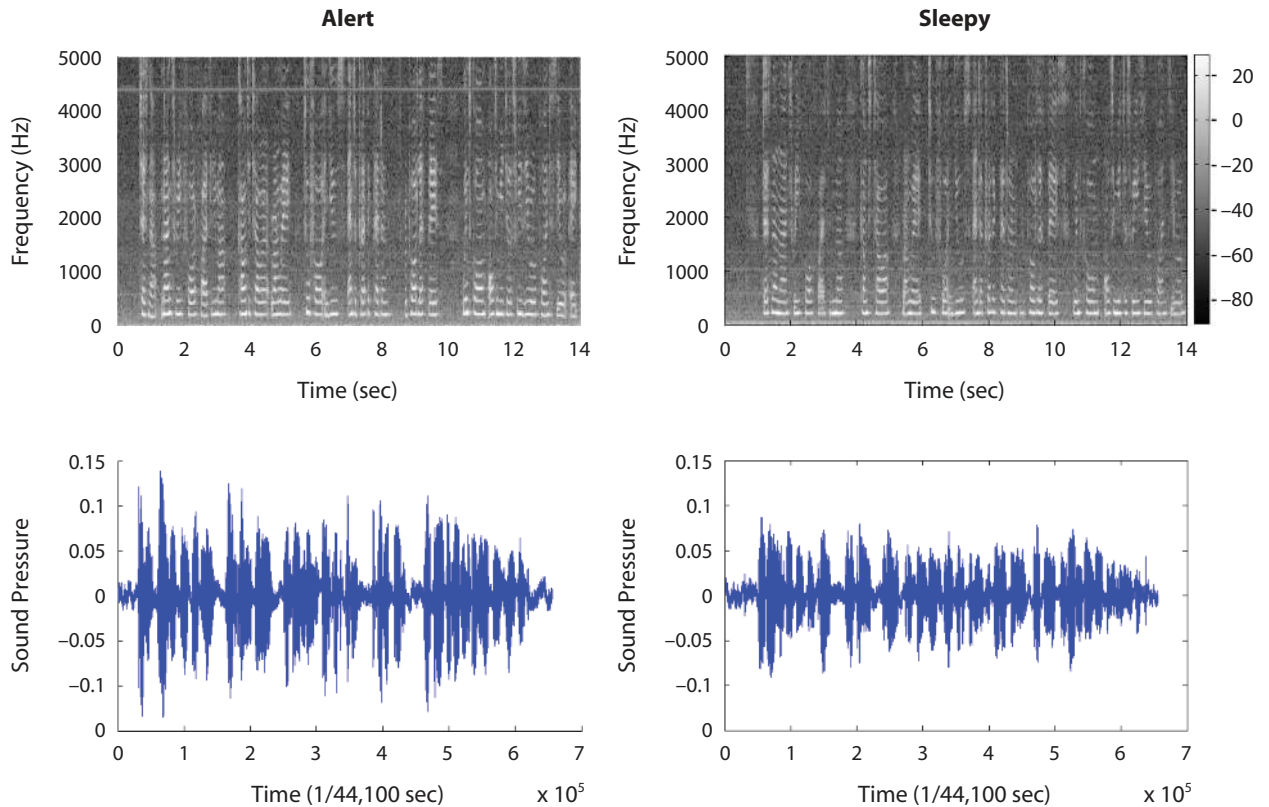 Alert
Sleepy
5000
4000
3000
2000
1000
0
Frequency (Hz)
0 2 4 6 8 10 12 14
Time (sec)
5000
4000
3000
2000
1000
0
Frequency (Hz)
0 2 4 6 8 10 12 14
Time (sec)
20
0
−20
−40
−60
−80
0.15
0.1
0.05
0
−0.05
−0.1
0
Sound Pressure
0 1 2 3 4 5 6 7
Time (1/44,100 sec) x 10⁵
0.15
0.1
0.05
0
−0.05
−0.1
0
Sound Pressure
0 1 2 3 4 5 6 7
Time (1/44,100 sec) x 10⁵